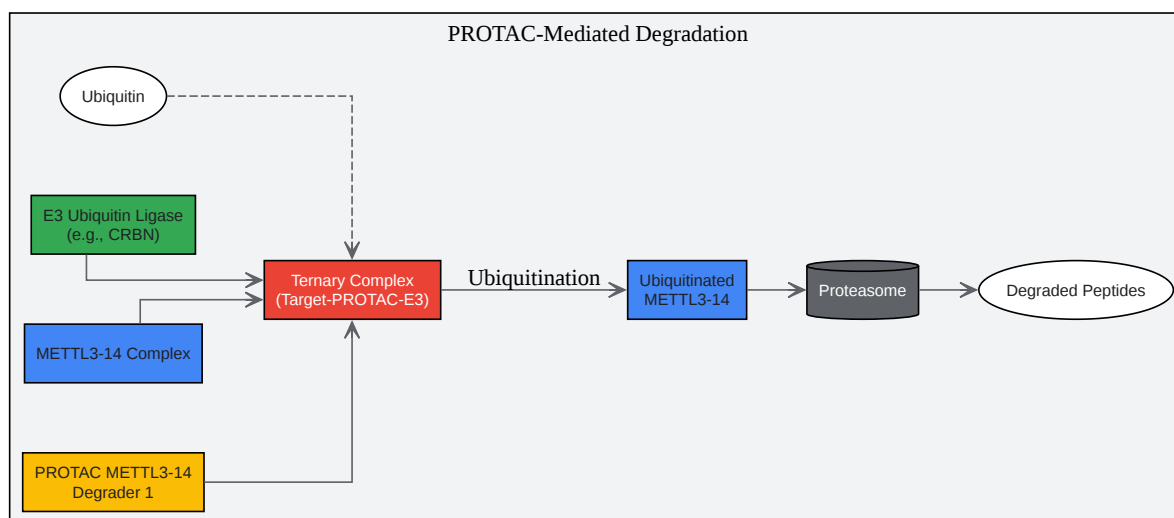 PROTAC-Mediated Degradation
Ubiquitin
E3 Ubiquitin Ligase
(e.g., CRBN)
METTL3-14 Complex
PROTAC METTL3-14
Degrader 1
Ternary Complex
(Target-PROTAC-E3)
Ubiquitination
Ubiquitinated
METTL3-14
Proteasome
Degraded Peptides